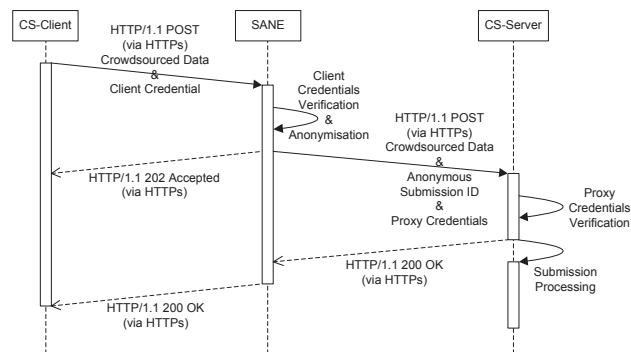 CS-Client
SANE
CS-Server
HTTP/1.1 POST
(via HTTPs)
Crowdsourced Data
&
Client Credential
Client
Credentials
Verification
&
Anonymisation
HTTP/1.1 POST
(via HTTPs)
Crowdsourced Data
&
Anonymous
Submission ID
&
Proxy Credentials
HTTP/1.1 202 Accepted
(via HTTPs)
Proxy
Credentials
Verification
HTTP/1.1 200 OK
(via HTTPs)
Submission
Processing
HTTP/1.1 200 OK
(via HTTPs)